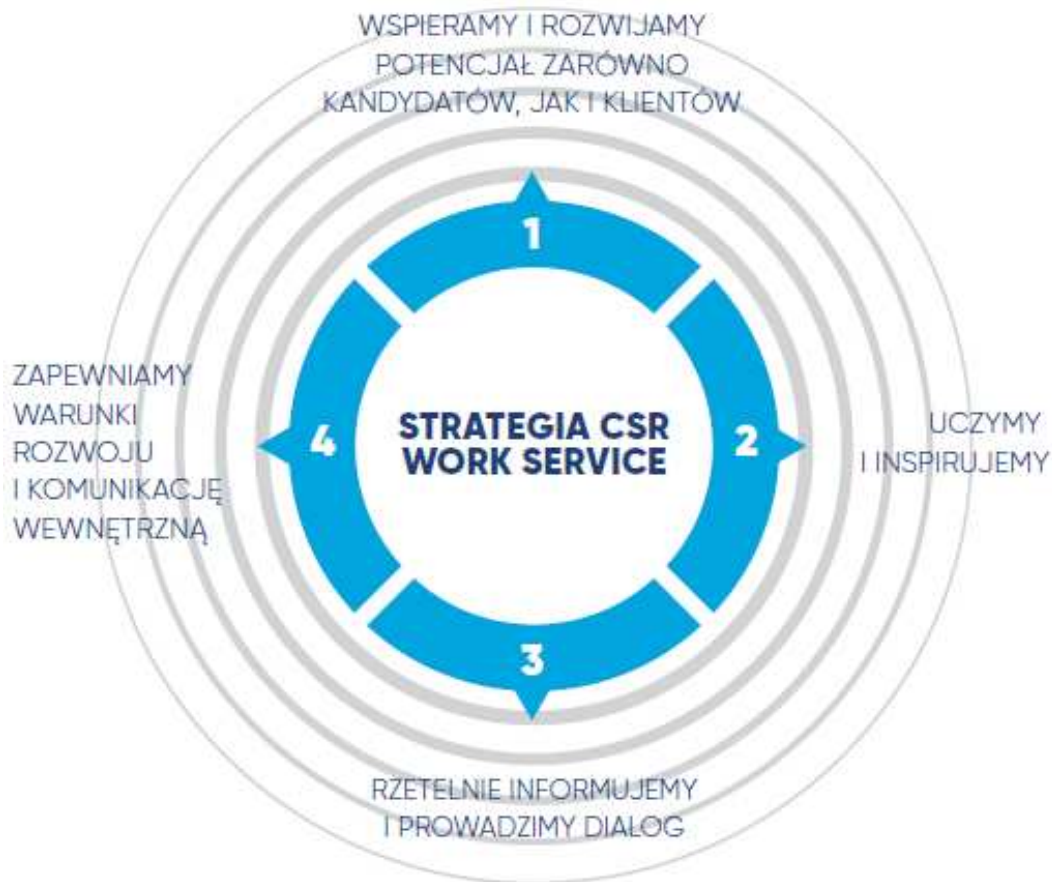 WSPIERAMY I ROZWIJAMY
POTENCJAŁ ZARÓWNO
KANDYDATÓW, JAK I KLIENTÓW
1
ZAPEWNIAMY
WARUNKI
ROZWOJU
I KOMUNIKACJĘ
WEWNĘTRZNĄ
4
STRATEGIA CSR
WORK SERVICE
2
UCZYMY
I INSPIRUJEMY
3
RZETELNIE INFORMUJEMY
I PROWADZIMY DIALOG